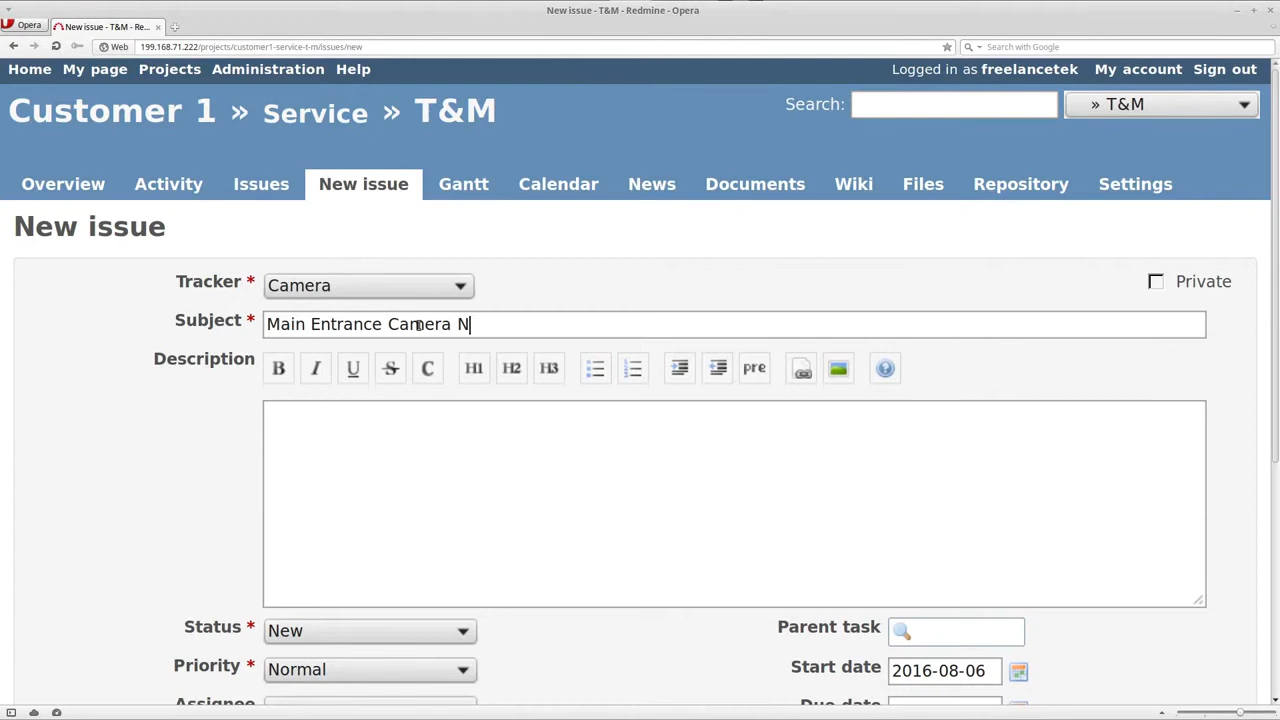 New issue - T&M - Redmine - Opera
Opera
New issue - T&M - Re...
Web
199.168.71.222/projects/customer1-service-t-m/issues/new
Search with Google
Home My page Projects Administration Help
Logged in as freelancetek My account Sign out
Customer 1 » Service » T&M
Search:
» T&M
Overview Activity Issues New issue Gantt Calendar News Documents Wiki Files Repository Settings
New issue
Tracker * Camera
Private
Subject * Main Entrance Camera N
Description B I U S C H1 H2 H3 pre
Status * New
Parent task
Priority * Normal
Start date 2016-08-06
Assignee
Due date